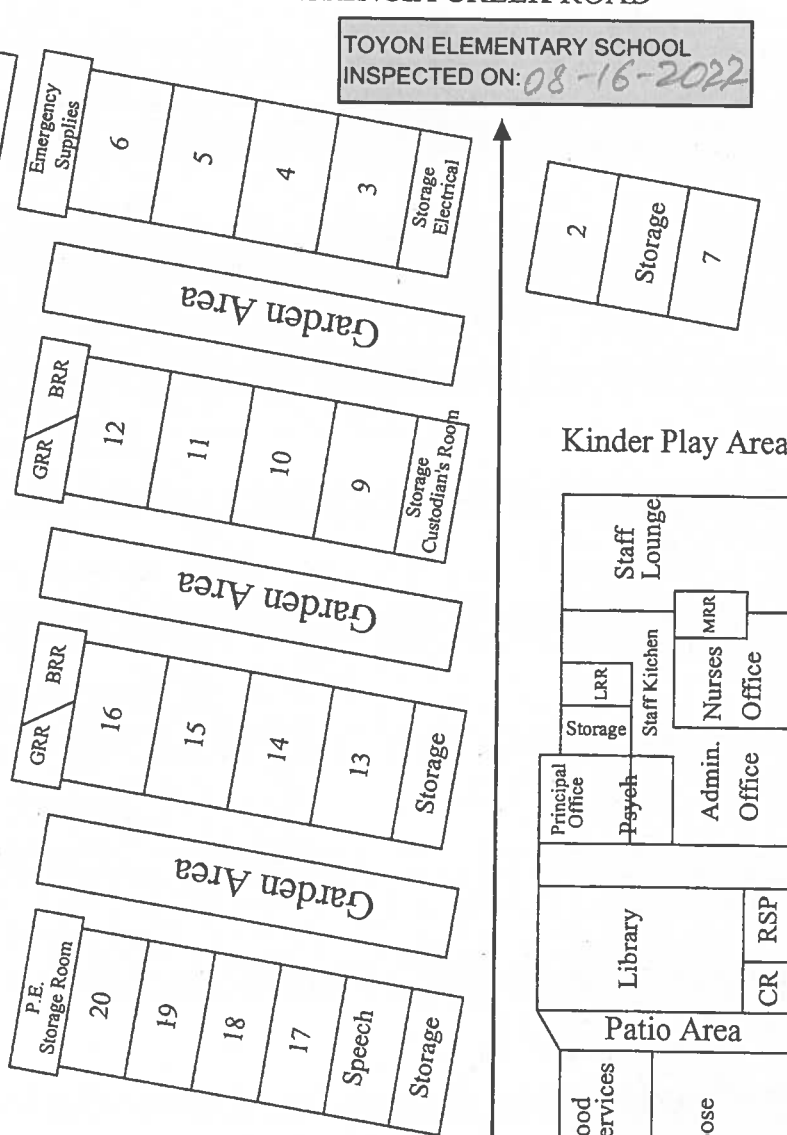 CREEK ROAD
TOYON ELEMENTARY SCHOOL
INSPECTED ON: 08-16-2022
Emergency
Supplies
6
5
4
3
Storage
Electrical
2
Storage
7
Garden Area
BRR
GRR
12
11
10
9
Storage
Custodian's Room
Kinder Play Area
Garden Area
Staff
Lounge
MRR
LRR
Staff Kitchen
Nurses
Office
Storage
BRR
GRR
16
15
14
13
Storage
Principal
Office
Psych
Admin.
Office
Garden Area
Library
RSP
CR
P.E.
Storage Room
20
19
18
17
Speech
Storage
Patio Area
ood
ervices
ose